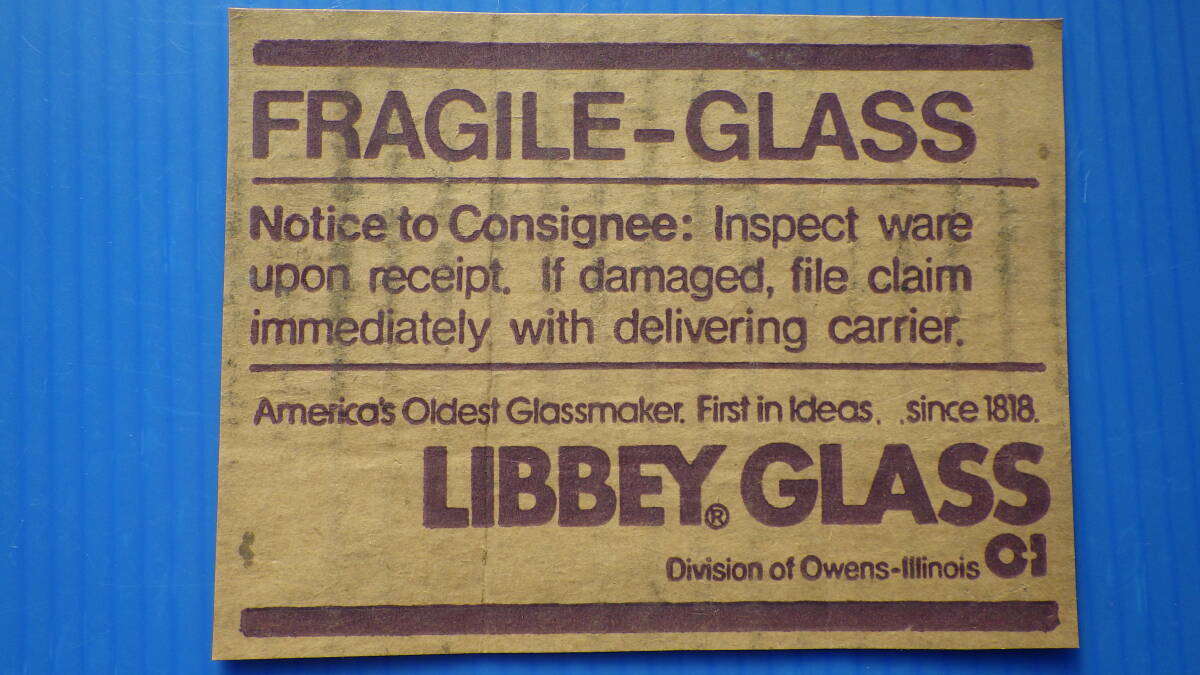 FRAGILE-GLASS
Notice to Consignee: Inspect ware
upon receipt. If damaged, file claim
immediately with delivering carrier.
America's Oldest Glassmaker. First in Ideas. . .since 1818.
LIBBEY® GLASS
Division of Owens-Illinois O-I